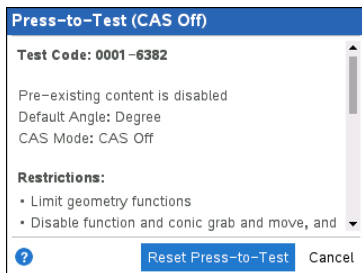 Press-to-Test (CAS Off)
Test Code: 0001-6382
Pre-existing content is disabled
Default Angle: Degree
CAS Mode: CAS Off
Restrictions:
• Limit geometry functions
• Disable function and conic grab and move, and
?
Reset Press-to-Test
Cancel